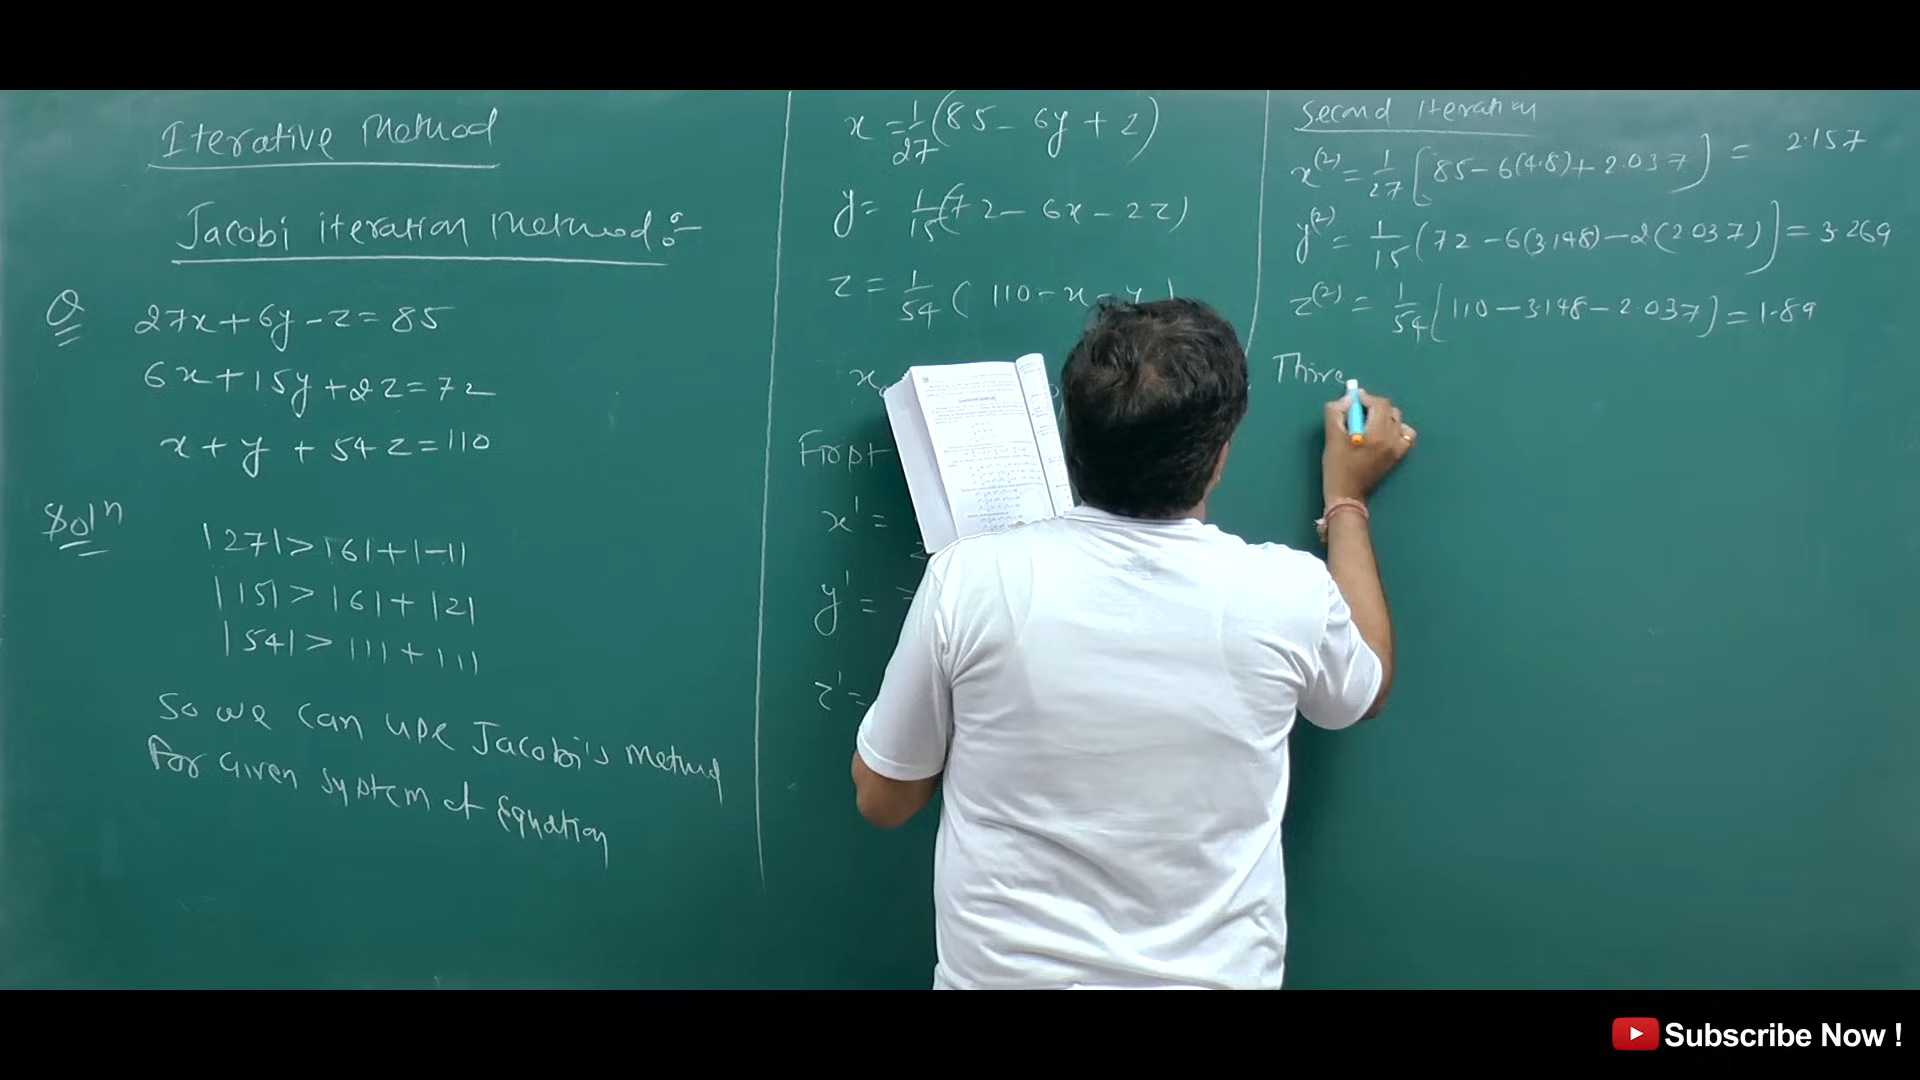 Iterative Method
Jacobi iteration Method :-
Q
27x + 6y - z = 85
6x + 15y + 2z = 72
x + y + 54z = 110
Solⁿ
|27| > |6| + |-1|
|15| > |6| + |2|
|54| > |1| + |1|
So we can use Jacobi's Method
For Given System of Equation
x = 1/27 (85 - 6y + z)
y = 1/15 (72 - 6x - 2z)
z = 1/54 (110 - x - y)
First
x' =
y' =
z' =
Second Iteration
x⁽²⁾ = 1/27 [85 - 6(4.8) + 2.037) = 2.157
y⁽²⁾ = 1/15 (72 - 6(3.148) - 2(2.037)] = 3.269
z⁽²⁾ = 1/54 [110 - 3.148 - 2.037) = 1.89
Subscribe Now !